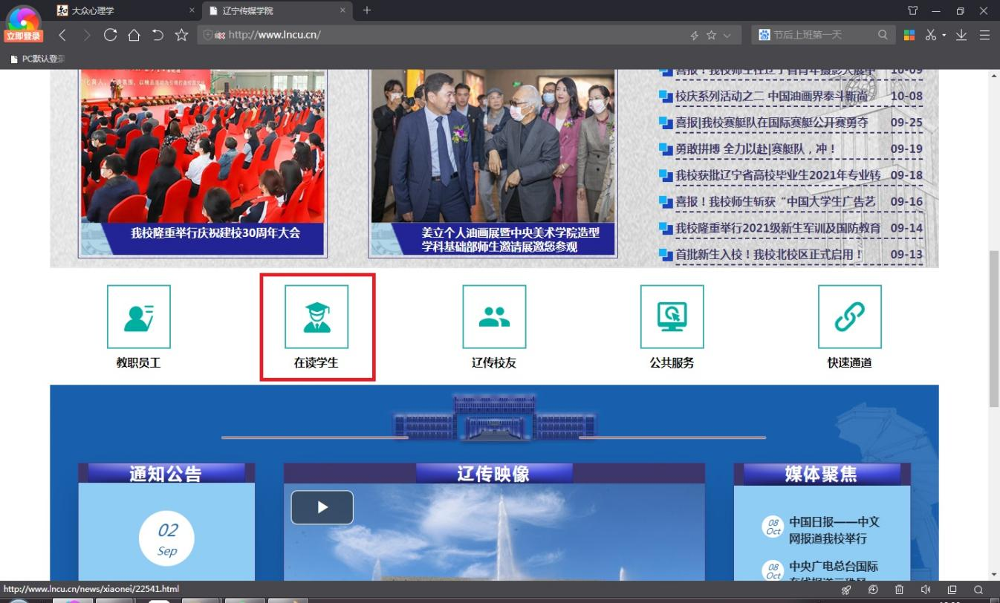 大众心理学
辽宁传媒学院
立即登录
http://www.lncu.cn/
节后上班第一天
PC默认登录
喜报！我校师生在辽宁省青年摄影大展中 10-09
校庆系列活动之二 中国油画界泰斗靳尚 10-08
喜报|我校赛艇队在国际赛艇公开赛勇夺 09-25
勇敢拼搏 全力以赴|赛艇队，冲！ 09-19
我校获批辽宁省高校毕业生2021年专业转 09-18
喜报！我校师生斩获“中国大学生广告艺 09-16
我校隆重举行2021级新生军训及国防教育 09-14
首批新生入校！我校北校区正式启用！ 09-13
我校隆重举行庆祝建校30周年大会
姜立个人油画展暨中央美术学院造型
学科基础部师生邀请展邀您参观
教职员工
在读学生
辽传校友
公共服务
快速通道
通知公告
辽传映像
媒体聚焦
02
Sep
08
Oct
中国日报——中文
网报道我校举行
08
Oct
中央广电总台国际
http://www.lncu.cn/news/xiaonei/22541.html